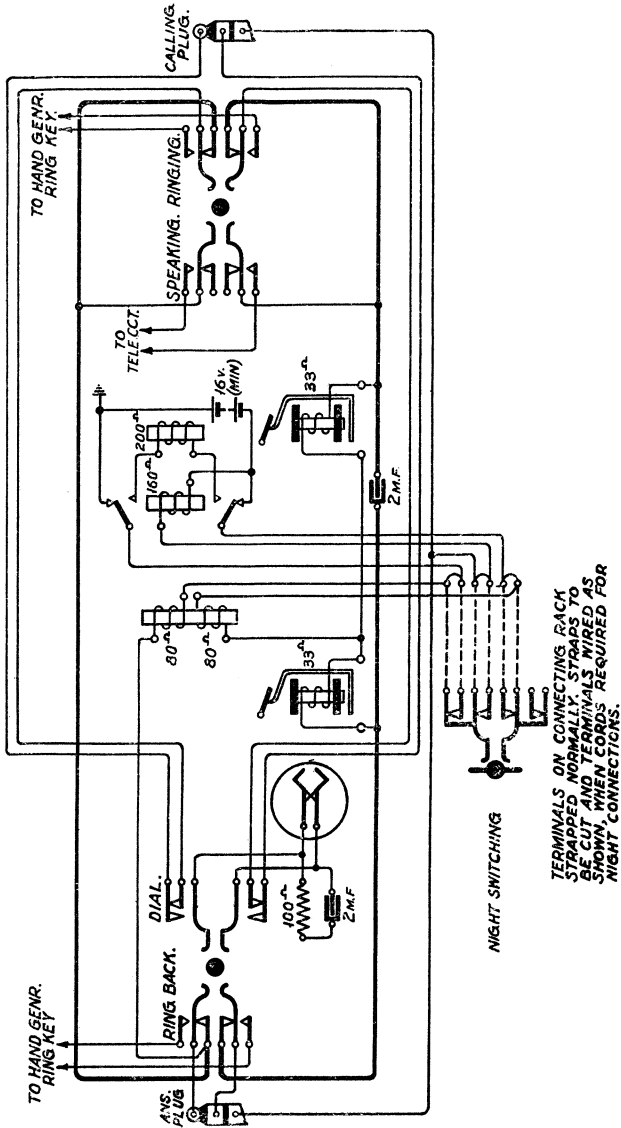 TO HAND GENR.
RING KEY
ANS.
PLUG
RING BACK.
DIAL.
100Ω
2 M.F
33Ω
80Ω
80Ω
160Ω
200Ω
16V.
(MIN)
33Ω
2 M.F.
TO
TELE.CCT.
SPEAKING. RINGING.
TO HAND GENR.
RING KEY.
CALLING
PLUG.
NIGHT SWITCHING
TERMINALS ON CONNECTING RACK
STRAPPED NORMALLY. STRAPS TO
BE CUT AND TERMINALS WIRED AS
SHOWN, WHEN CORDS REQUIRED FOR
NIGHT CONNECTIONS.